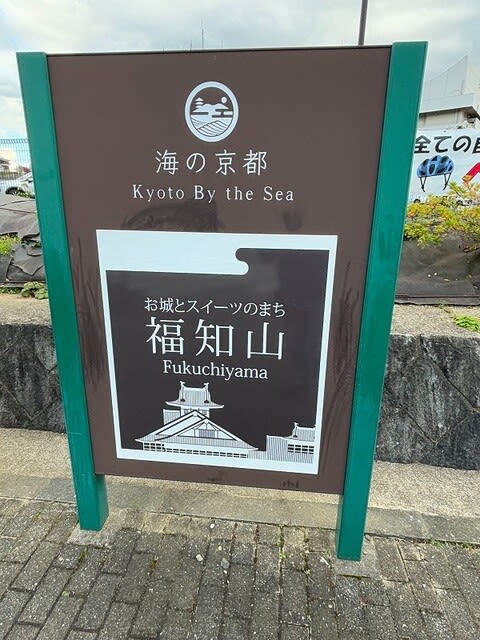 海の京都
Kyoto By the Sea
お城とスイーツのまち
福知山
Fukuchiyama
全ての自